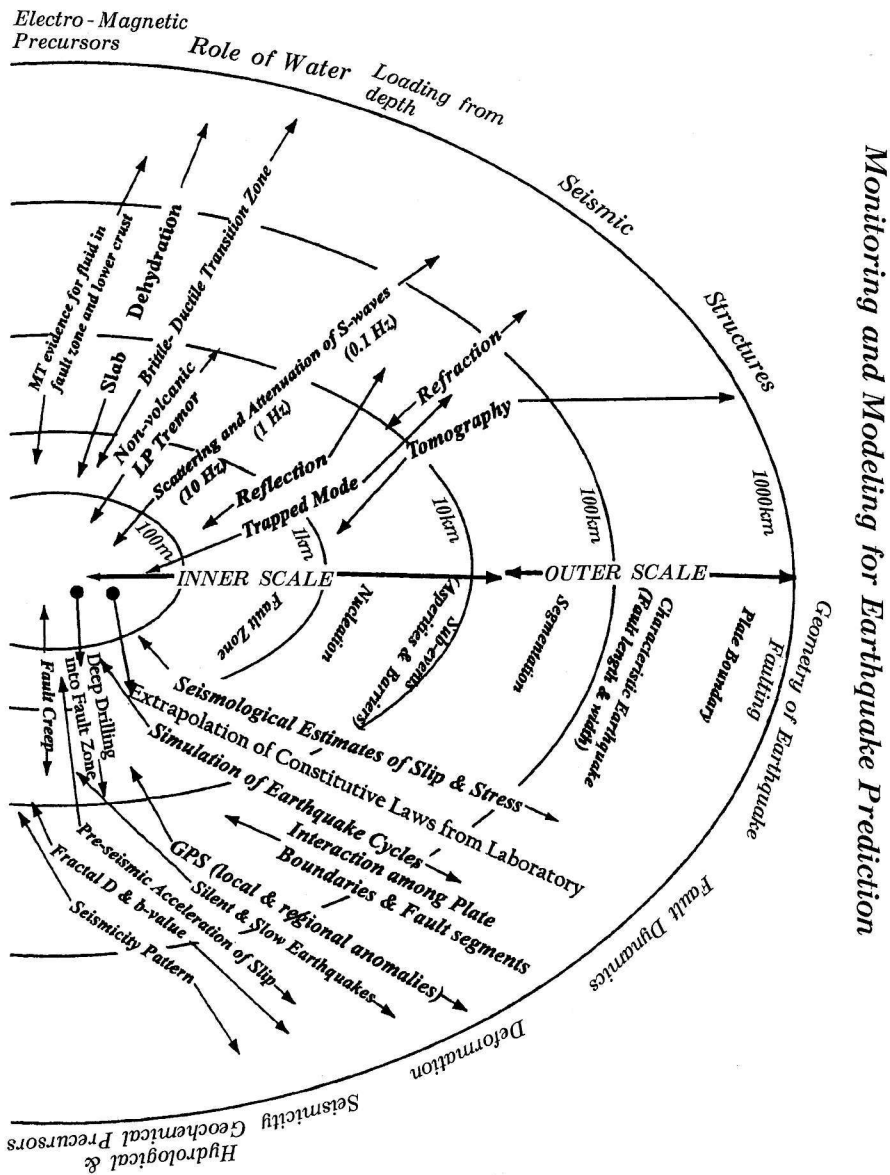 Monitoring and Modeling for Earthquake Prediction
Electro-Magnetic
Precursors
Role of Water
Loading from
depth
Seismic
Structures
MT evidence for fluid in
fault zone and lower crust
Slab Dehydration
Brittle- Ductile Transition Zone
Non-volcanic
LP Tremor
Scattering and Attenuation of S-waves
(10 Hz) (1 Hz) (0.1 Hz)
Reflection
Trapped Mode
Refraction
Tomography
100m
1km
10km
100km
1000km
INNER SCALE
OUTER SCALE
Fault Zone
Nucleation
Sub-events
(Asperities & Barriers)
Segmentation
Characteristic Earthquake
(Fault length & width)
Plate Boundary
Geometry of Earthquake
Faulting
Seismological Estimates of Slip & Stress
Extrapolation of Constitutive Laws from Laboratory
Simulation of Earthquake Cycles
Interaction among Plate
Boundaries & Fault segments
GPS (local & regional anomalies)
Silent & Slow Earthquakes
Deep Drilling
into Fault Zone
Fault Creep
Pre-seismic Acceleration of Slip
Fractal D & b-value
Seismicity Pattern
Fault Dynamics
Deformation
Seismicity
Hydrological &
Geochemical Precursors